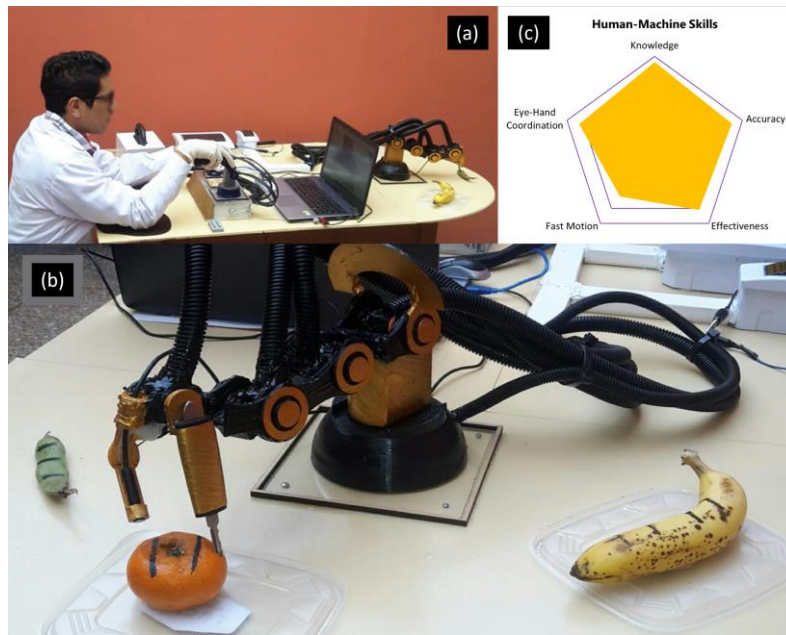 (a)
(c)
Human-Machine Skills
Knowledge
Eye-Hand
Coordination
Accuracy
Fast Motion
Effectiveness
(b)